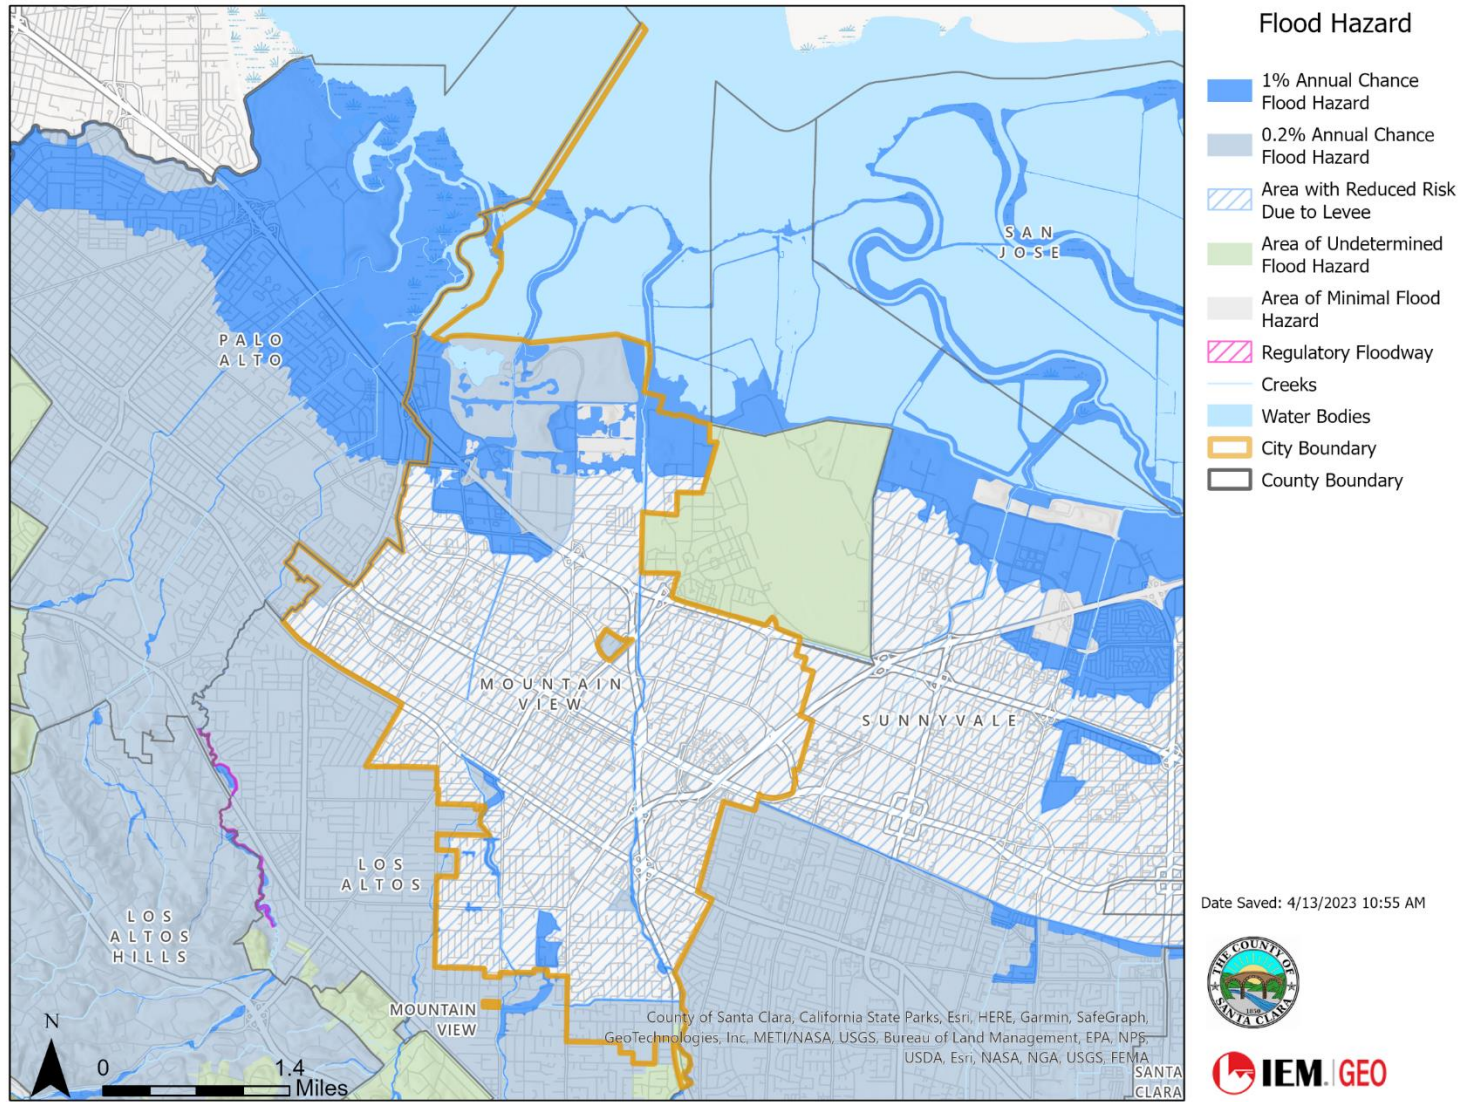 Flood Hazard
1% Annual Chance
Flood Hazard
0.2% Annual Chance
Flood Hazard
Area with Reduced Risk
Due to Levee
Area of Undetermined
Flood Hazard
Area of Minimal Flood
Hazard
Regulatory Floodway
Creeks
Water Bodies
City Boundary
County Boundary
SAN
JOSE
PALO
ALTO
MOUNTAIN
VIEW
SUNNYVALE
LOS
ALTOS
LOS
ALTOS
HILLS
MOUNTAIN
VIEW
SANTA
CLARA
N
0 1.4
Miles
County of Santa Clara, California State Parks, Esri, HERE, Garmin, SafeGraph,
GeoTechnologies, Inc, METI/NASA, USGS, Bureau of Land Management, EPA, NPS,
USDA, Esri, NASA, NGA, USGS, FEMA
Date Saved: 4/13/2023 10:55 AM
THE COUNTY OF
SANTA CLARA
1850
IEM. | GEO